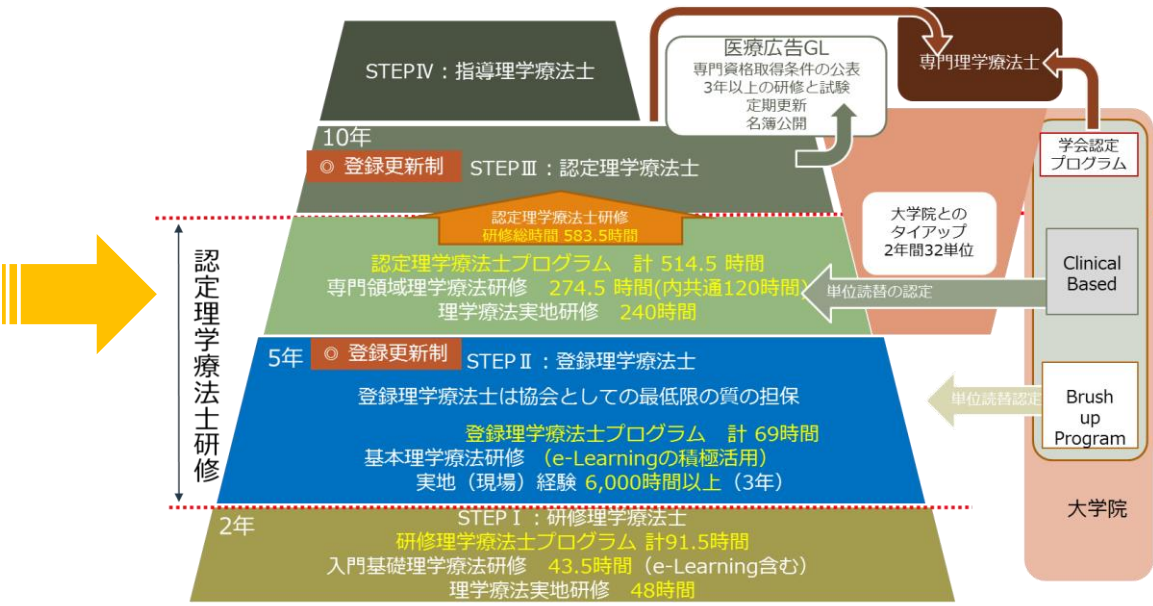 STEPⅣ：指導理学療法士
医療広告GL
専門資格取得条件の公表
3年以上の研修と試験
定期更新
名簿公開
専門理学療法士
10年
◎ 登録更新制
STEPⅢ：認定理学療法士
学会認定
プログラム
認定理学療法士研修
研修総時間 583.5時間
大学院との
タイアップ
2年間32単位
認定理学療法士プログラム 計 514.5 時間
専門領域理学療法研修 274.5 時間(内共通120時間)
理学療法実地研修 240時間
単位読替の認定
Clinical
Based
認定理学療法士研修
5年
◎ 登録更新制
STEPⅡ：登録理学療法士
登録理学療法士は協会としての最低限の質の担保
登録理学療法士プログラム 計 69時間
基本理学療法研修 （e-Learningの積極活用）
実地（現場）経験 6,000時間以上（3年）
単位読替認定
Brush
up
Program
大学院
2年
STEPⅠ：研修理学療法士
研修理学療法士プログラム 計91.5時間
入門基礎理学療法研修 43.5時間（e-Learning含む）
理学療法実地研修 48時間